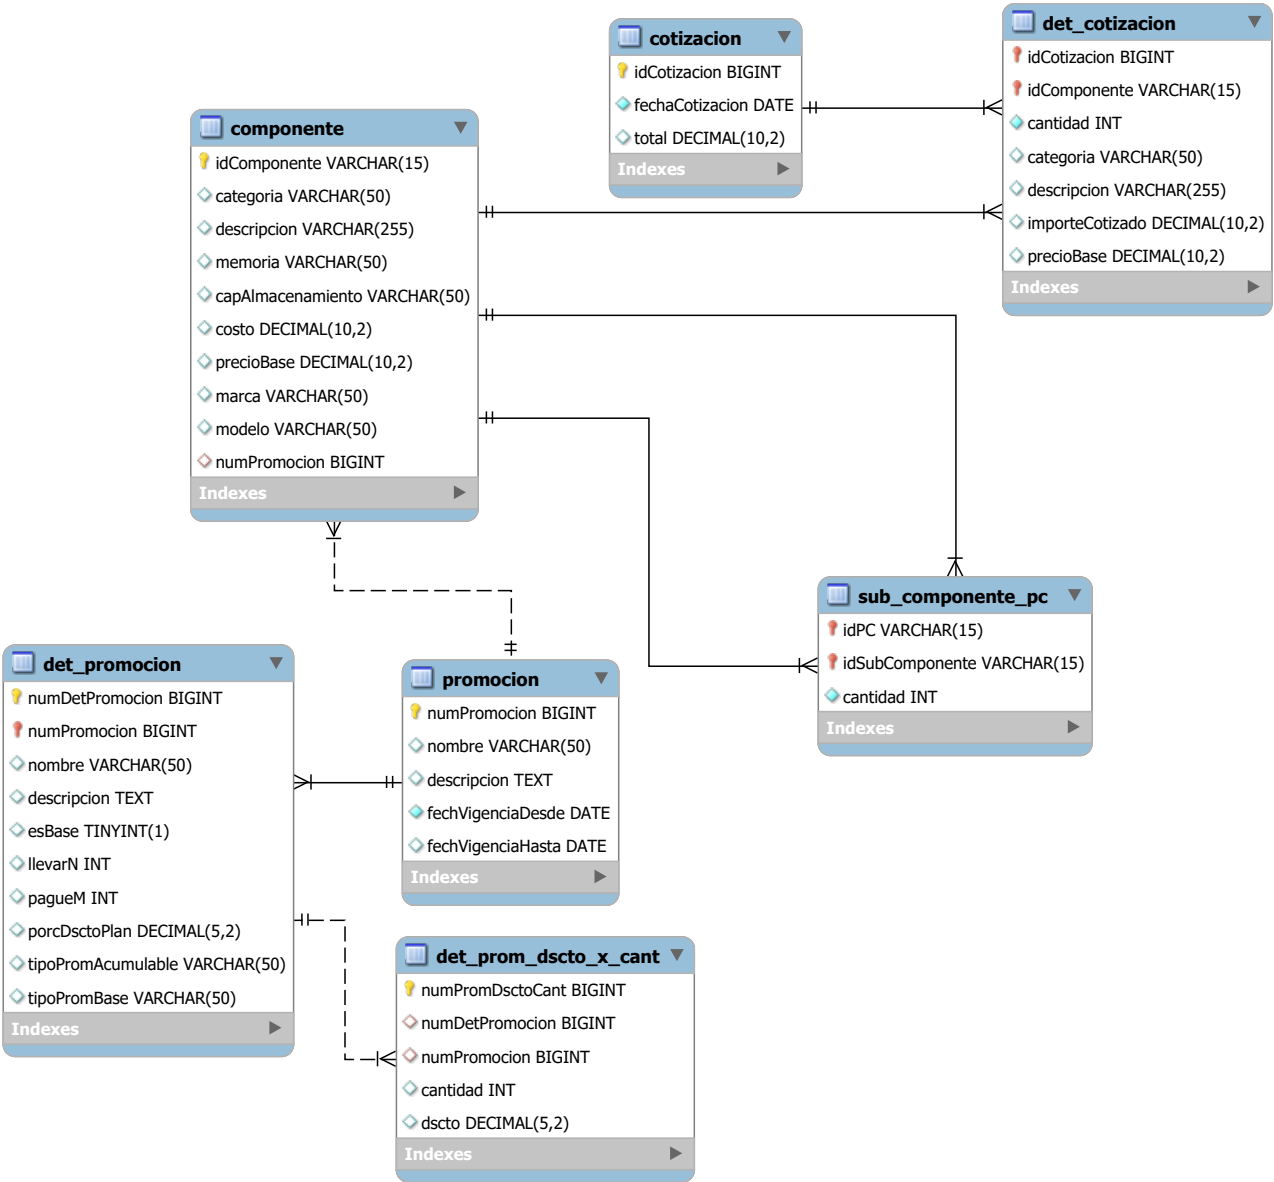 cotizacion
idCotizacion BIGINT
fechaCotizacion DATE
total DECIMAL(10,2)
Indexes
det_cotizacion
idCotizacion BIGINT
idComponente VARCHAR(15)
cantidad INT
categoria VARCHAR(50)
descripcion VARCHAR(255)
importeCotizado DECIMAL(10,2)
precioBase DECIMAL(10,2)
Indexes
componente
idComponente VARCHAR(15)
categoria VARCHAR(50)
descripcion VARCHAR(255)
memoria VARCHAR(50)
capAlmacenamiento VARCHAR(50)
costo DECIMAL(10,2)
precioBase DECIMAL(10,2)
marca VARCHAR(50)
modelo VARCHAR(50)
numPromocion BIGINT
Indexes
sub_componente_pc
idPC VARCHAR(15)
idSubComponente VARCHAR(15)
cantidad INT
Indexes
det_promocion
numDetPromocion BIGINT
numPromocion BIGINT
nombre VARCHAR(50)
descripcion TEXT
esBase TINYINT(1)
llevarN INT
pagueM INT
porcDsctoPlan DECIMAL(5,2)
tipoPromAcumulable VARCHAR(50)
tipoPromBase VARCHAR(50)
Indexes
promocion
numPromocion BIGINT
nombre VARCHAR(50)
descripcion TEXT
fechVigenciaDesde DATE
fechVigenciaHasta DATE
Indexes
det_prom_dscto_x_cant
numPromDsctoCant BIGINT
numDetPromocion BIGINT
numPromocion BIGINT
cantidad INT
dscto DECIMAL(5,2)
Indexes